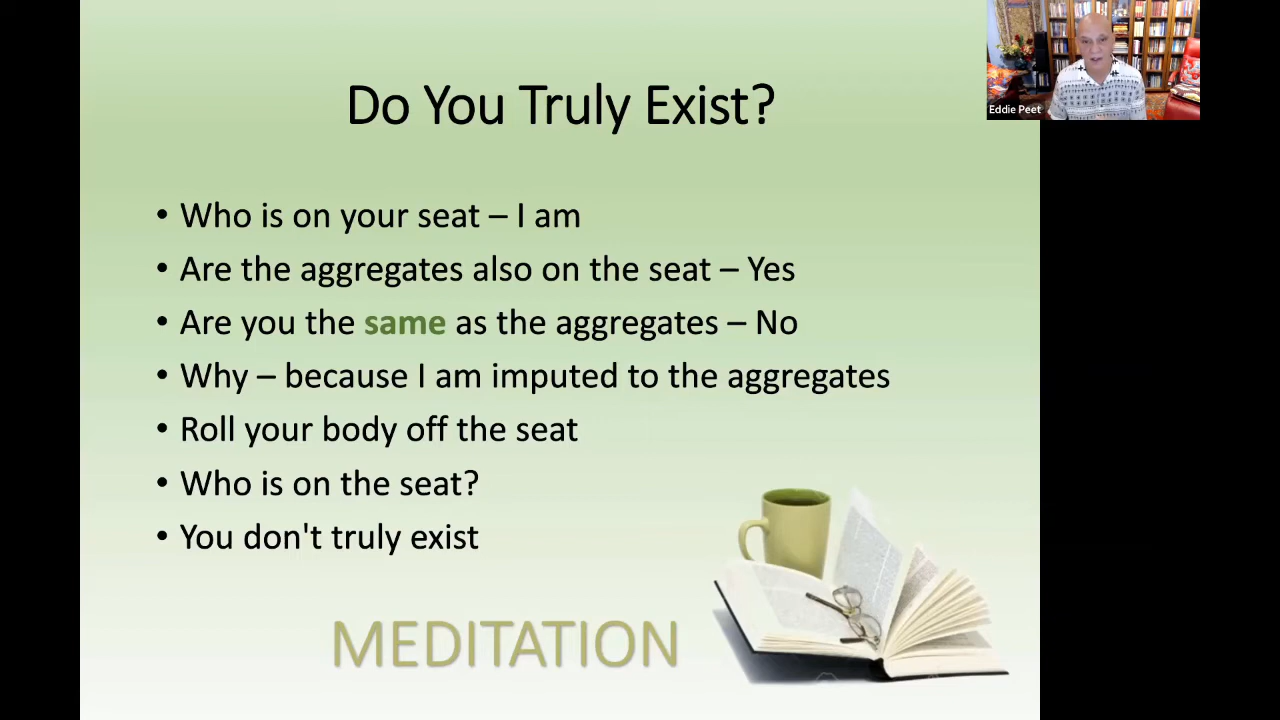 Do You Truly Exist?
Eddie Peet
• Who is on your seat – I am
• Are the aggregates also on the seat – Yes
• Are you the same as the aggregates – No
• Why – because I am imputed to the aggregates
• Roll your body off the seat
• Who is on the seat?
• You don't truly exist
MEDITATION